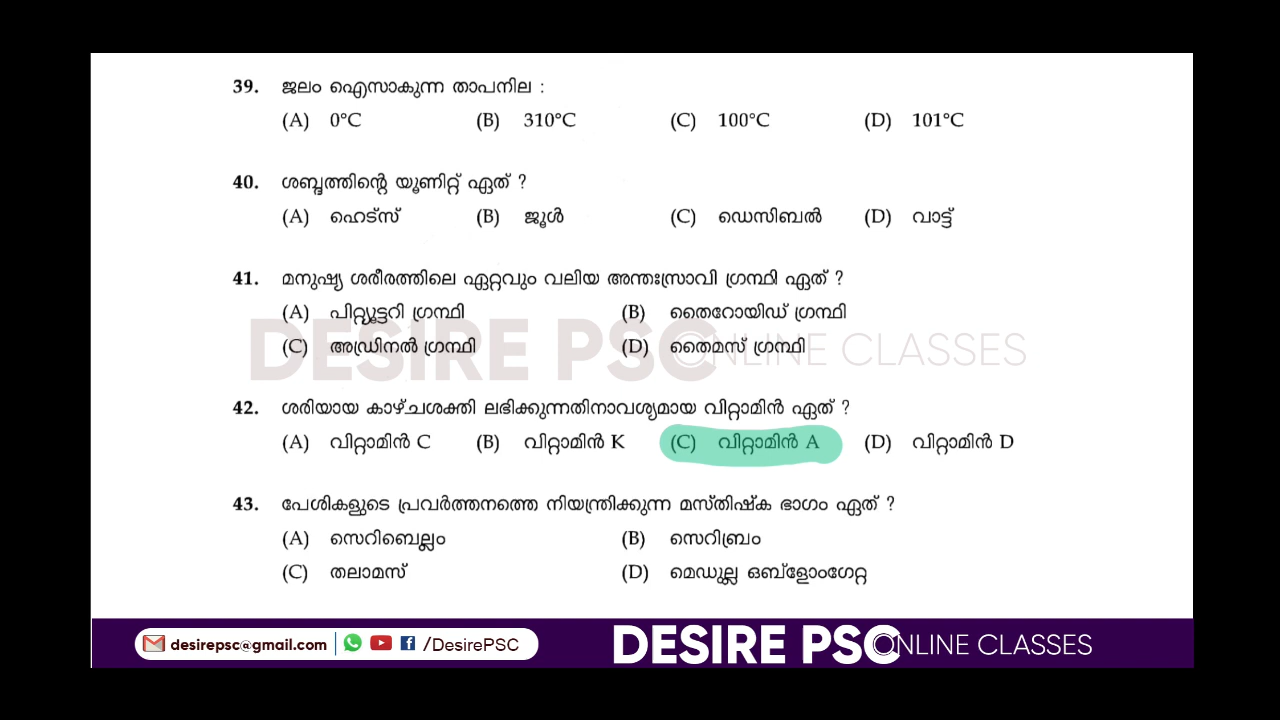 39. ജലം ഐസാകുന്ന താപനില :
(A) 0°C (B) 310°C (C) 100°C (D) 101°C
40. ശബ്ദത്തിന്റെ യൂണിറ്റ് ഏത് ?
(A) ഹെട്സ് (B) ജൂൾ (C) ഡെസിബൽ (D) വാട്ട്
41. മനുഷ്യ ശരീരത്തിലെ ഏറ്റവും വലിയ അന്തഃസ്രാവി ഗ്രന്ഥി ഏത് ?
(A) പിറ്റ്യൂട്ടറി ഗ്രന്ഥി (B) തൈറോയിഡ് ഗ്രന്ഥി
(C) അഡ്രിനൽ ഗ്രന്ഥി (D) തൈമസ് ഗ്രന്ഥി
DESIRE PSC ONLINE CLASSES
42. ശരിയായ കാഴ്ചശക്തി ലഭിക്കുന്നതിനാവശ്യമായ വിറ്റാമിൻ ഏത് ?
(A) വിറ്റാമിൻ C (B) വിറ്റാമിൻ K (C) വിറ്റാമിൻ A (D) വിറ്റാമിൻ D
43. പേശികളുടെ പ്രവർത്തനത്തെ നിയന്ത്രിക്കുന്ന മസ്തിഷ്ക ഭാഗം ഏത് ?
(A) സെറിബെല്ലം (B) സെറിബ്രം
(C) തലാമസ് (D) മെഡുല്ല ഒബ്ളോംഗേറ്റ
desirepsc@gmail.com /DesirePSC DESIRE PSC ONLINE CLASSES